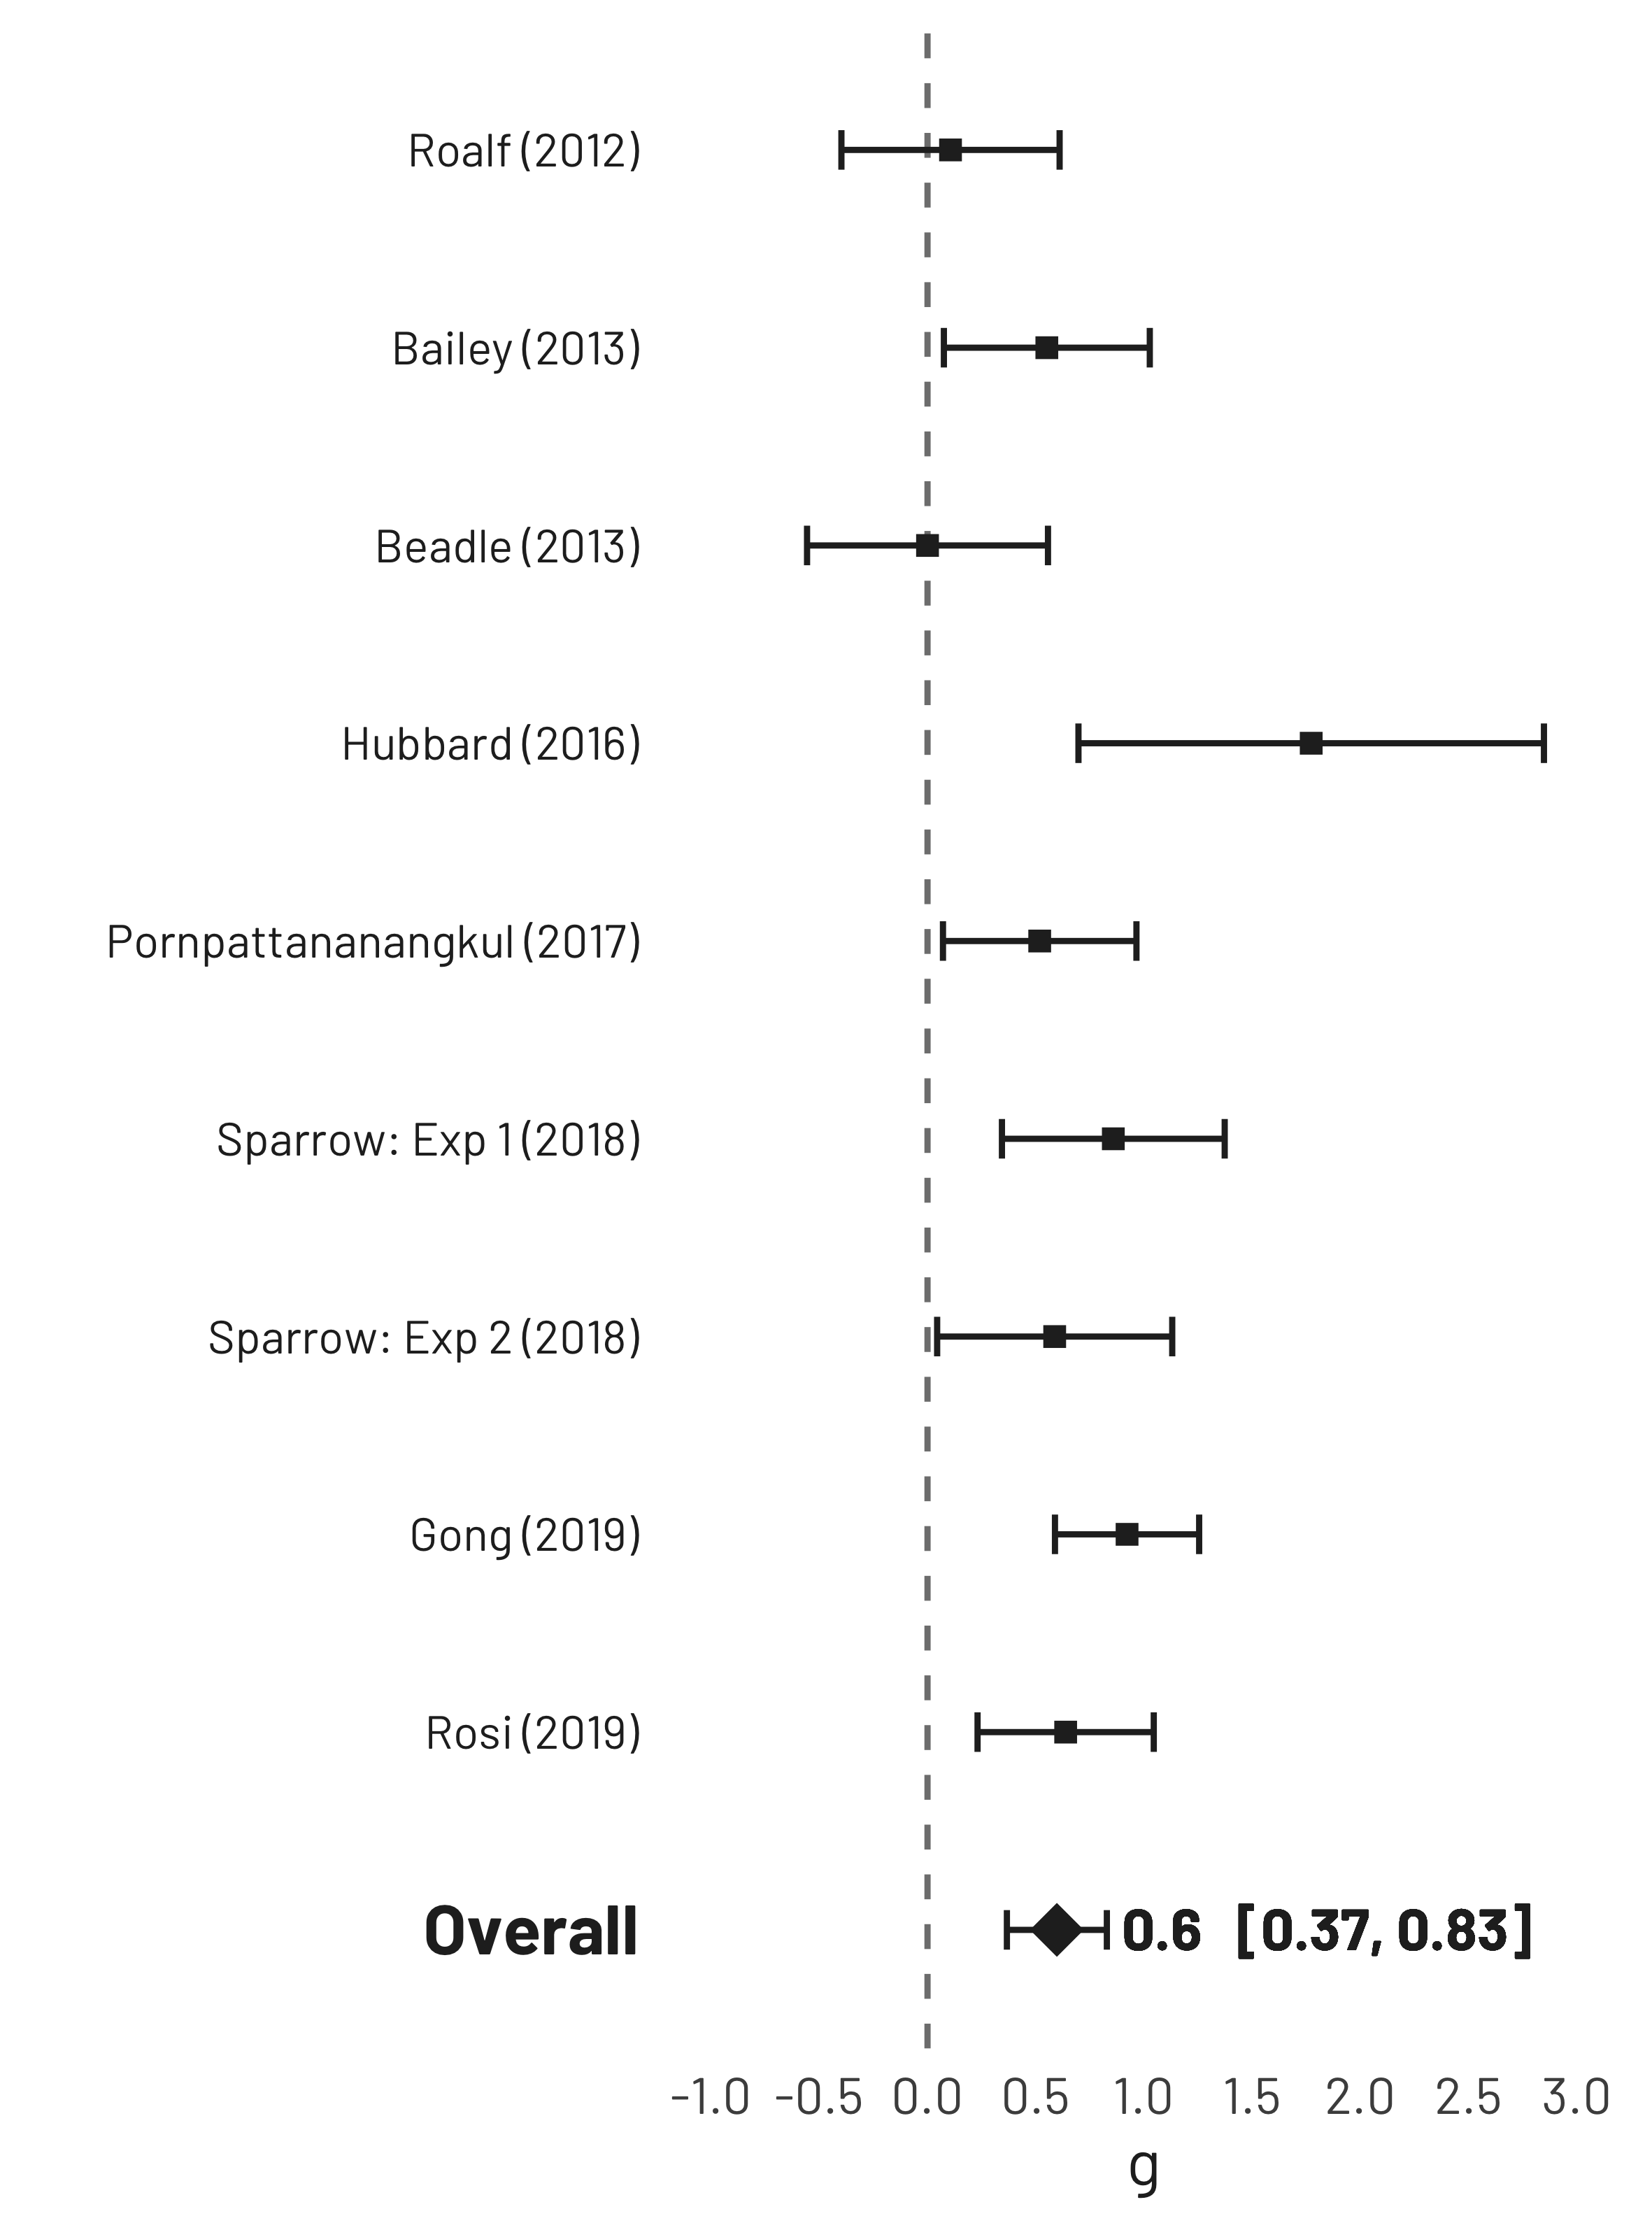 Roalf (2012)
Bailey (2013)
Beadle (2013)
Hubbard (2016)
Pornpattananangkul (2017)
Sparrow: Exp 1 (2018)
Sparrow: Exp 2 (2018)
Gong (2019)
Rosi (2019)
Overall 0.6 [0.37, 0.83]
-1.0 -0.5 0.0 0.5 1.0 1.5 2.0 2.5 3.0
g